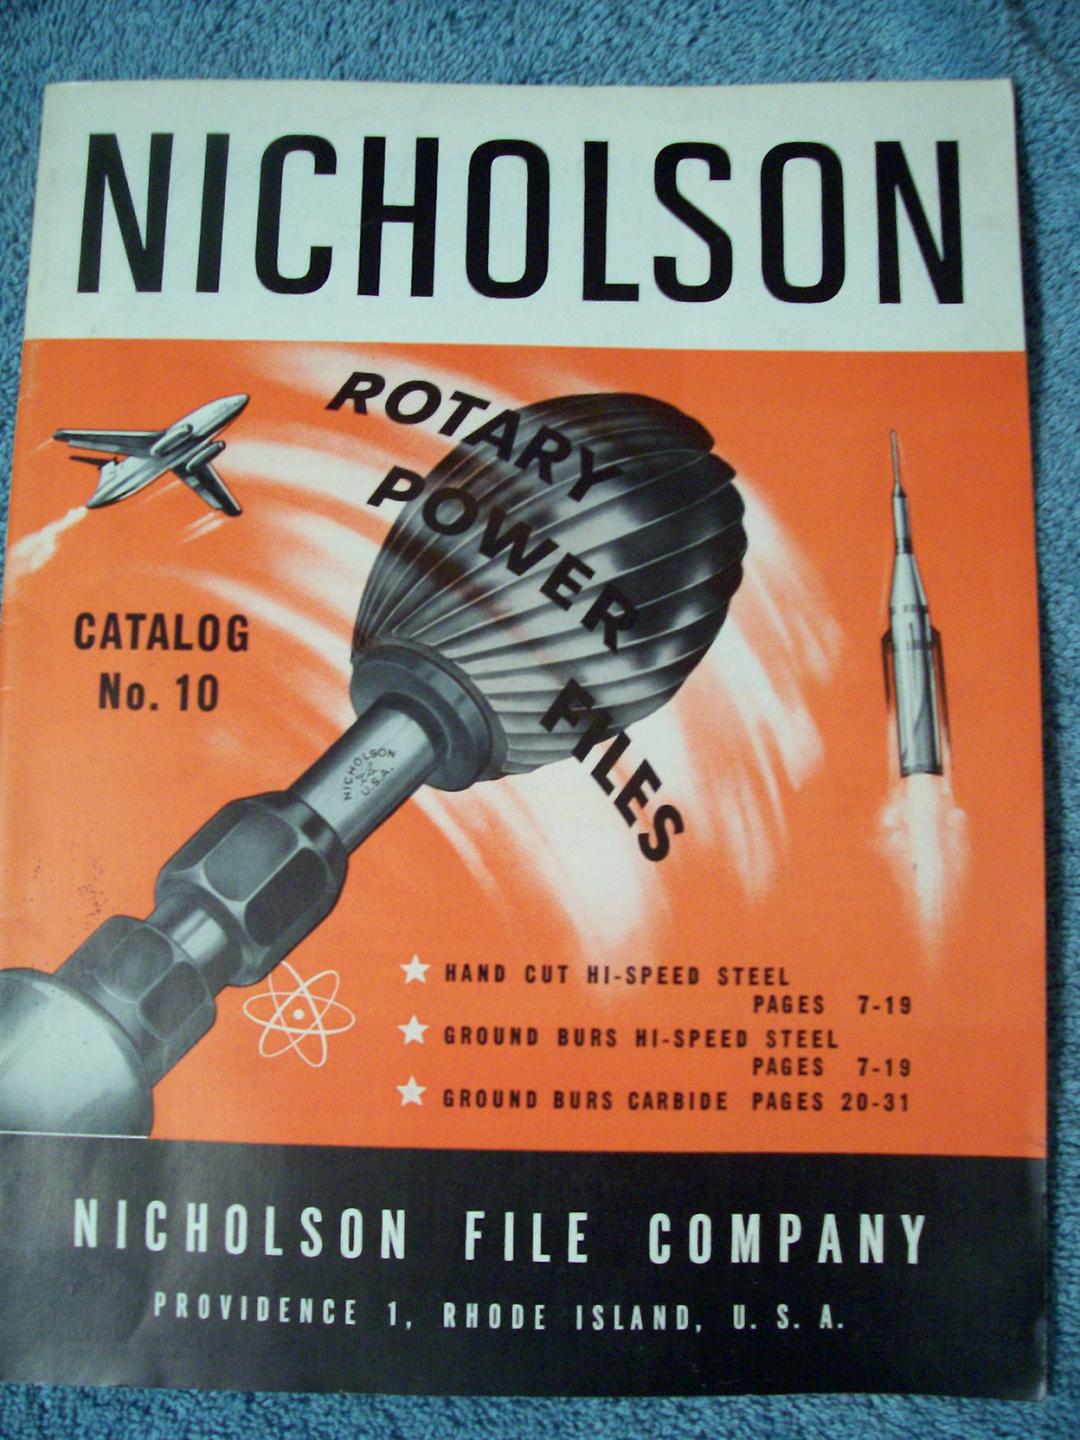 NICHOLSON
ROTARY
POWER
FILES
CATALOG
No. 10
NICHOLSON
U.S.A.
★ HAND CUT HI-SPEED STEEL
PAGES 7-19
★ GROUND BURS HI-SPEED STEEL
PAGES 7-19
★ GROUND BURS CARBIDE PAGES 20-31
NICHOLSON FILE COMPANY
PROVIDENCE 1, RHODE ISLAND, U. S. A.